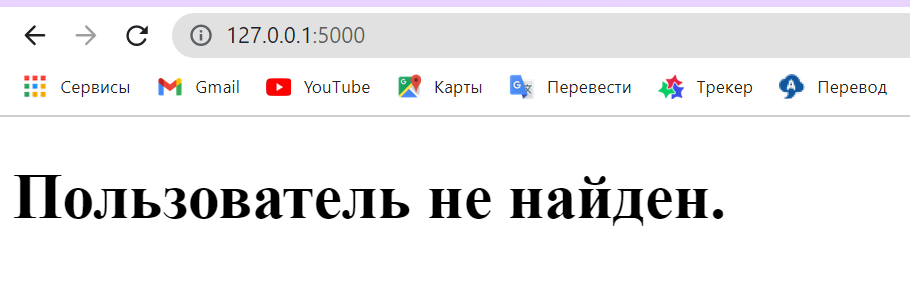 127.0.0.1:5000
Сервисы Gmail YouTube Карты Перевести Трекер Перевод
Пользователь не найден.